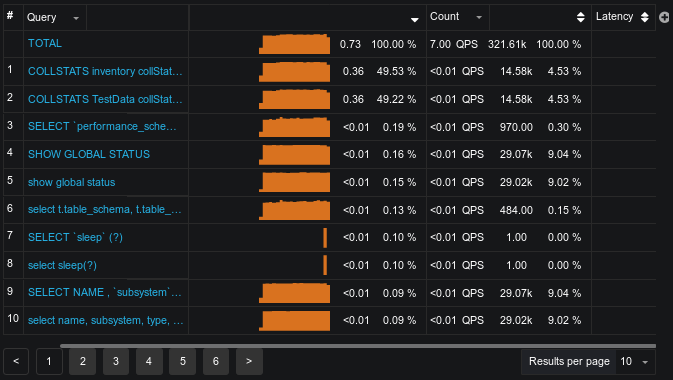 # Query Count Latency
TOTAL 0.73 100.00 % 7.00 QPS 321.61k 100.00 %
1 COLLSTATS inventory collStat… 0.36 49.53 % <0.01 QPS 14.58k 4.53 %
2 COLLSTATS TestData collStat… 0.36 49.22 % <0.01 QPS 14.58k 4.53 %
3 SELECT `performance_sche… <0.01 0.19 % <0.01 QPS 970.00 0.30 %
4 SHOW GLOBAL STATUS <0.01 0.16 % <0.01 QPS 29.07k 9.04 %
5 show global status <0.01 0.15 % <0.01 QPS 29.02k 9.02 %
6 select t.table_schema, t.table_… <0.01 0.13 % <0.01 QPS 484.00 0.15 %
7 SELECT `sleep` (?) <0.01 0.10 % <0.01 QPS 1.00 0.00 %
8 select sleep(?) <0.01 0.10 % <0.01 QPS 1.00 0.00 %
9 SELECT NAME , `subsystem`… <0.01 0.09 % <0.01 QPS 29.07k 9.04 %
10 select name, subsystem, type, … <0.01 0.09 % <0.01 QPS 29.02k 9.02 %
< 1 2 3 4 5 6 > Results per page 10